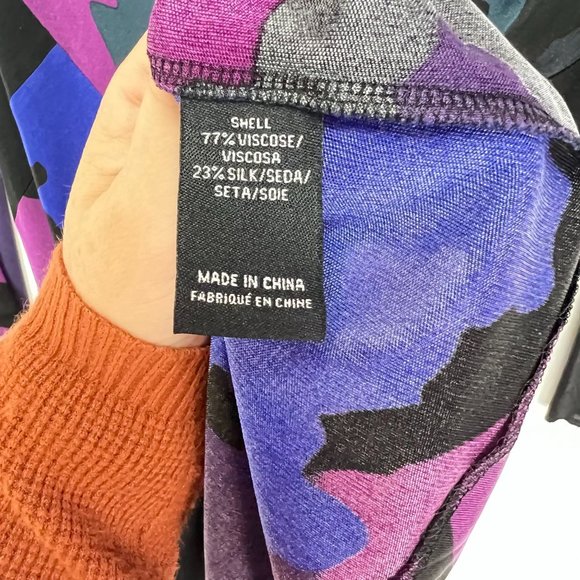 SHELL
77% VISCOSE/
VISCOSA
23% SILK/SEDA/
SETA/SOIE
MADE IN CHINA
FABRIQUÉ EN CHINE